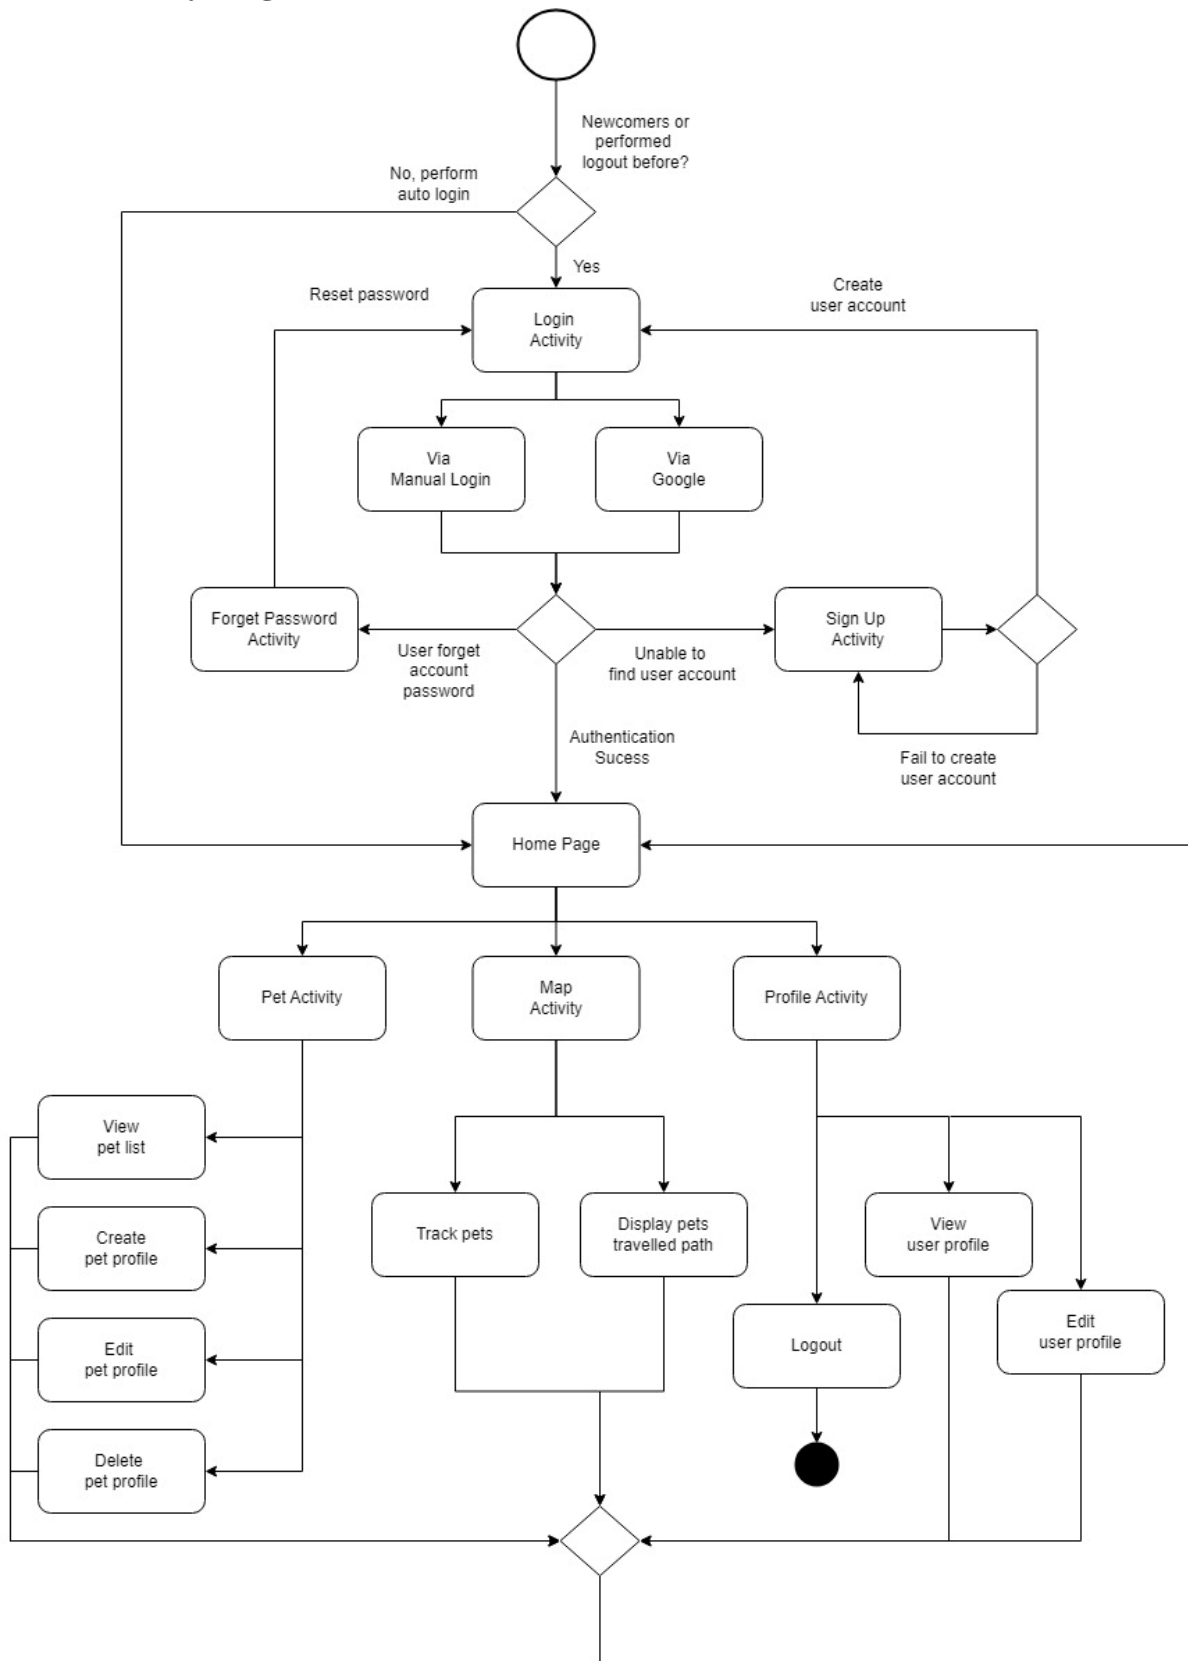 Newcomers or
performed
logout before?
No, perform
auto login
Yes
Reset password
Create
user account
Login
Activity
Via
Manual Login
Via
Google
Forget Password
Activity
User forget
account
password
Unable to
find user account
Sign Up
Activity
Authentication
Sucess
Fail to create
user account
Home Page
Pet Activity
Map
Activity
Profile Activity
View
pet list
Create
pet profile
Edit
pet profile
Delete
pet profile
Track pets
Display pets
travelled path
View
user profile
Logout
Edit
user profile